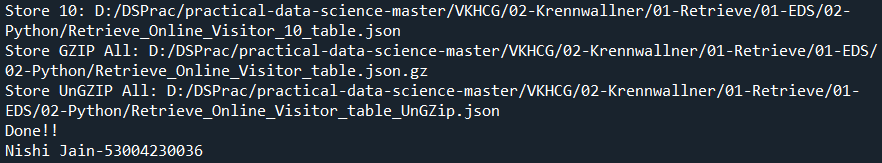 Store 10: D:/DSPrac/practical-data-science-master/VKHCG/02-Krennwallner/01-Retrieve/01-EDS/02-
Python/Retrieve_Online_Visitor_10_table.json
Store GZIP All: D:/DSPrac/practical-data-science-master/VKHCG/02-Krennwallner/01-Retrieve/01-EDS/
02-Python/Retrieve_Online_Visitor_table.json.gz
Store UnGZIP All: D:/DSPrac/practical-data-science-master/VKHCG/02-Krennwallner/01-Retrieve/01-
EDS/02-Python/Retrieve_Online_Visitor_table_UnGZip.json
Done!!
Nishi Jain-53004230036